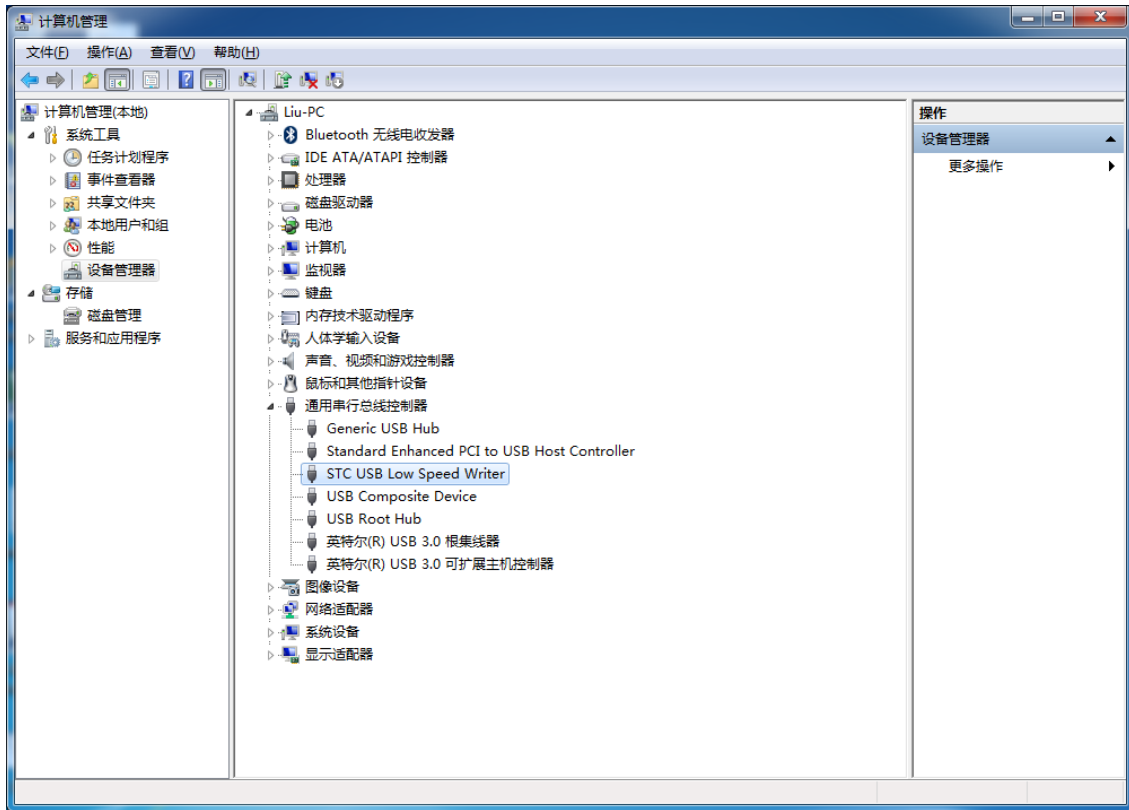 计算机管理
文件(F) 操作(A) 查看(V) 帮助(H)
计算机管理(本地)
系统工具
任务计划程序
事件查看器
共享文件夹
本地用户和组
性能
设备管理器
存储
磁盘管理
服务和应用程序
Liu-PC
Bluetooth 无线电收发器
IDE ATA/ATAPI 控制器
处理器
磁盘驱动器
电池
计算机
监视器
键盘
内存技术驱动程序
人体学输入设备
声音、视频和游戏控制器
鼠标和其他指针设备
通用串行总线控制器
Generic USB Hub
Standard Enhanced PCI to USB Host Controller
STC USB Low Speed Writer
USB Composite Device
USB Root Hub
英特尔(R) USB 3.0 根集线器
英特尔(R) USB 3.0 可扩展主机控制器
图像设备
网络适配器
系统设备
显示适配器
操作
设备管理器
更多操作